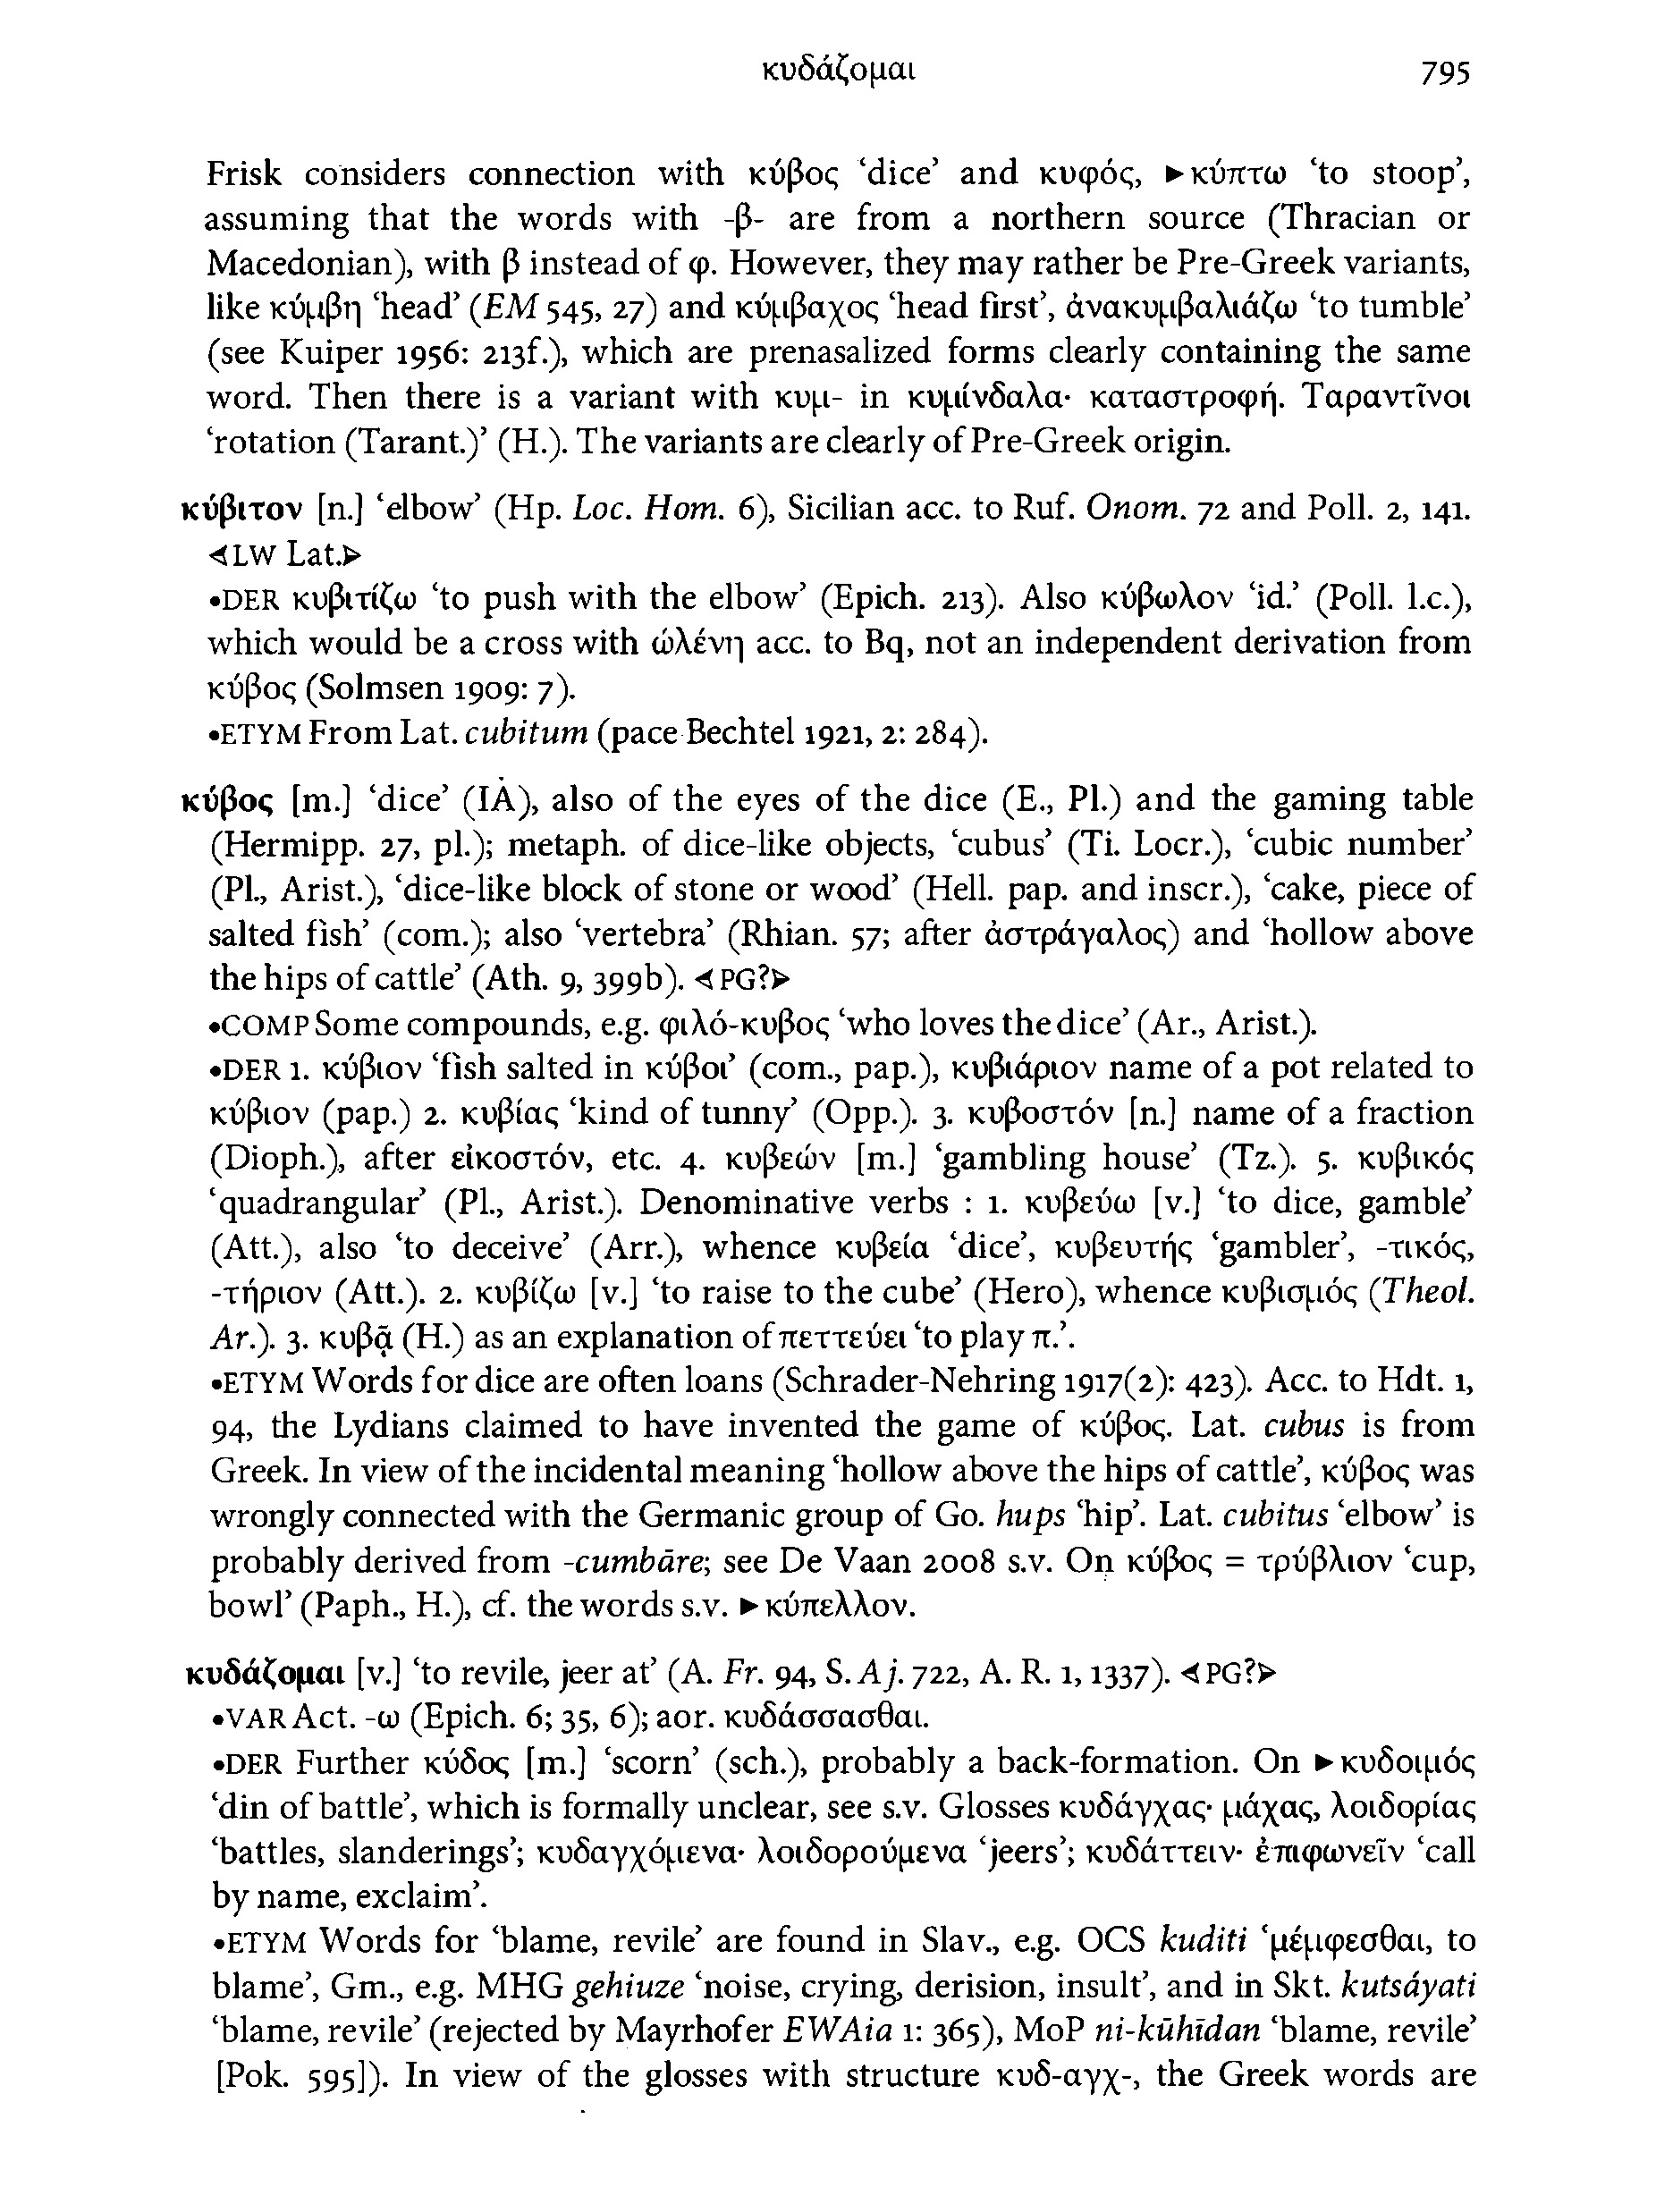 κυδάζομαι 795
Frisk considers connection with κύβος ‘dice’ and κυφός, ►κύπτω ‘to stoop’,
assuming that the words with -β- are from a northern source (Thracian or
Macedonian), with β instead of φ. However, they may rather be Pre-Greek variants,
like κύμβη ‘head’ (EM 545, 27) and κύμβαχος ‘head first’, ἀνακυμβαλιάζω ‘to tumble’
(see Kuiper 1956: 213f.), which are prenasalized forms clearly containing the same
word. Then there is a variant with κυμ- in κυμίνδαλα· καταστροφή. Ταραντῖνοι
‘rotation (Tarant.)’ (H.). The variants are clearly of Pre-Greek origin.
κύβιτον [n.] ‘elbow’ (Hp. Loc. Hom. 6), Sicilian acc. to Ruf. Onom. 72 and Poll. 2, 141.
◄LW Lat.►
•DER κυβιτίζω ‘to push with the elbow’ (Epich. 213). Also κύβωλον ‘id.’ (Poll. l.c.),
which would be a cross with ὠλένη acc. to Bq, not an independent derivation from
κύβος (Solmsen 1909: 7).
•ETYM From Lat. cubitum (pace Bechtel 1921, 2: 284).
κύβος [m.] ‘dice’ (IA), also of the eyes of the dice (E., Pl.) and the gaming table
(Hermipp. 27, pl.); metaph. of dice-like objects, ‘cubus’ (Ti. Locr.), ‘cubic number’
(Pl., Arist.), ‘dice-like block of stone or wood’ (Hell. pap. and inscr.), ‘cake, piece of
salted fish’ (com.); also ‘vertebra’ (Rhian. 57; after ἀστράγαλος) and ‘hollow above
the hips of cattle’ (Ath. 9, 399b). ◄PG?►
•COMP Some compounds, e.g. φιλό-κυβος ‘who loves the dice’ (Ar., Arist.).
•DER 1. κύβιον ‘fish salted in κύβοι’ (com., pap.), κυβιάριον name of a pot related to
κύβιον (pap.) 2. κυβίας ‘kind of tunny’ (Opp.). 3. κυβοστόν [n.] name of a fraction
(Dioph.), after εἰκοστόν, etc. 4. κυβεών [m.] ‘gambling house’ (Tz.). 5. κυβικός
‘quadrangular’ (Pl., Arist.). Denominative verbs : 1. κυβεύω [v.] ‘to dice, gamble’
(Att.), also ‘to deceive’ (Arr.), whence κυβεία ‘dice’, κυβευτής ‘gambler’, -τικός,
-τήριον (Att.). 2. κυβίζω [v.] ‘to raise to the cube’ (Hero), whence κυβισμός (Theol.
Ar.). 3. κυβᾷ (H.) as an explanation of πεττεύει ‘to play π.’.
•ETYM Words for dice are often loans (Schrader-Nehring 1917(2): 423). Acc. to Hdt. 1,
94, the Lydians claimed to have invented the game of κύβος. Lat. cubus is from
Greek. In view of the incidental meaning ‘hollow above the hips of cattle’, κύβος was
wrongly connected with the Germanic group of Go. hups ‘hip’. Lat. cubitus ‘elbow’ is
probably derived from -cumbāre; see De Vaan 2008 s.v. On κύβος = τρύβλιον ‘cup,
bowl’ (Paph., H.), cf. the words s.v. ►κύπελλον.
κυδάζομαι [v.] ‘to revile, jeer at’ (A. Fr. 94, S. Aj. 722, A. R. 1, 1337). ◄PG?►
•VAR Act. -ω (Epich. 6; 35, 6); aor. κυδάσσασθαι.
•DER Further κύδος [m.] ‘scorn’ (sch.), probably a back-formation. On ►κυδοιμός
‘din of battle’, which is formally unclear, see s.v. Glosses κυδάγχας· μάχας, λοιδορίας
‘battles, slanderings’; κυδαγχόμενα· λοιδορούμενα ‘jeers’; κυδάττειν· ἐπιφωνεῖν ‘call
by name, exclaim’.
•ETYM Words for ‘blame, revile’ are found in Slav., e.g. OCS kuditi ‘μέμφεσθαι, to
blame’, Gm., e.g. MHG gehiuze ‘noise, crying, derision, insult’, and in Skt. kutsáyati
‘blame, revile’ (rejected by Mayrhofer EWAia 1: 365), MoP ni-kūhīdan ‘blame, revile’
[Pok. 595]). In view of the glosses with structure κυδ-αγχ-, the Greek words are